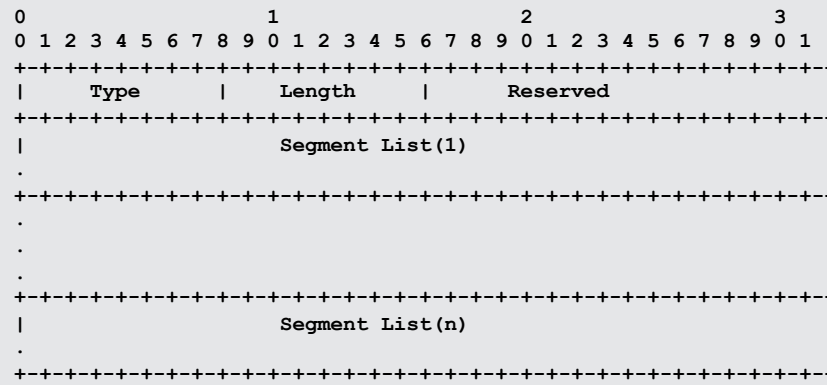 0                   1                   2                   3
0 1 2 3 4 5 6 7 8 9 0 1 2 3 4 5 6 7 8 9 0 1 2 3 4 5 6 7 8 9 0 1
+-+-+-+-+-+-+-+-+-+-+-+-+-+-+-+-+-+-+-+-+-+-+-+-+-+-+-+-+-+-+-+-
|     Type      |    Length     |      Reserved
+-+-+-+-+-+-+-+-+-+-+-+-+-+-+-+-+-+-+-+-+-+-+-+-+-+-+-+-+-+-+-+-
|                    Segment List(1)
.
+-+-+-+-+-+-+-+-+-+-+-+-+-+-+-+-+-+-+-+-+-+-+-+-+-+-+-+-+-+-+-+-
.
.
.
+-+-+-+-+-+-+-+-+-+-+-+-+-+-+-+-+-+-+-+-+-+-+-+-+-+-+-+-+-+-+-+-
|                    Segment List(n)
.
+-+-+-+-+-+-+-+-+-+-+-+-+-+-+-+-+-+-+-+-+-+-+-+-+-+-+-+-+-+-+-+-